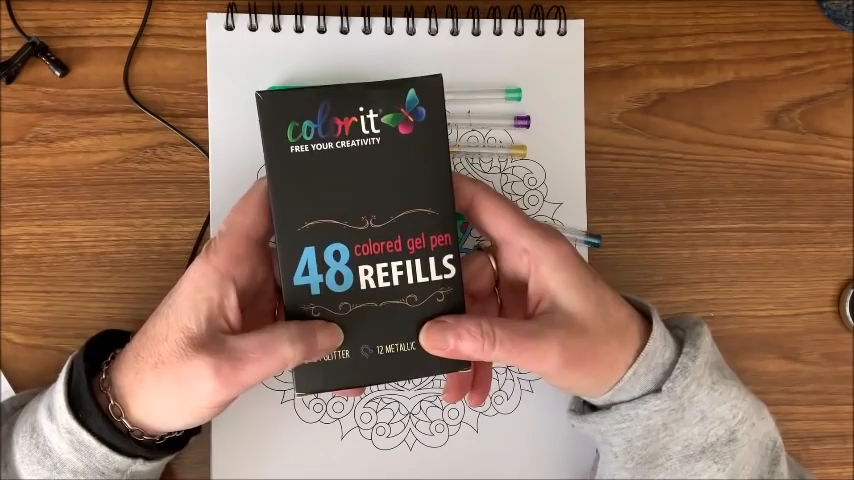 colorit
FREE YOUR CREATIVITY
48 colored gel pen
REFILLS
GLITTER
12 METALLIC